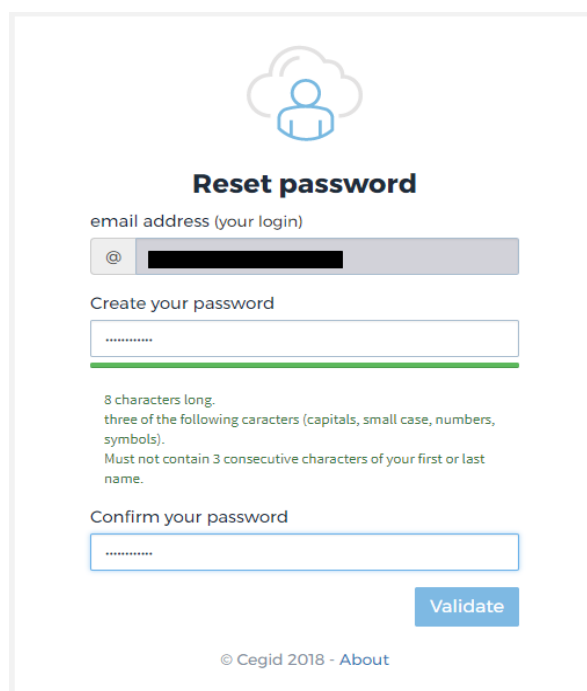 Reset password
email address (your login)
@
Create your password
............
8 characters long.
three of the following caracters (capitals, small case, numbers,
symbols).
Must not contain 3 consecutive characters of your first or last
name.
Confirm your password
............
Validate
© Cegid 2018 - About